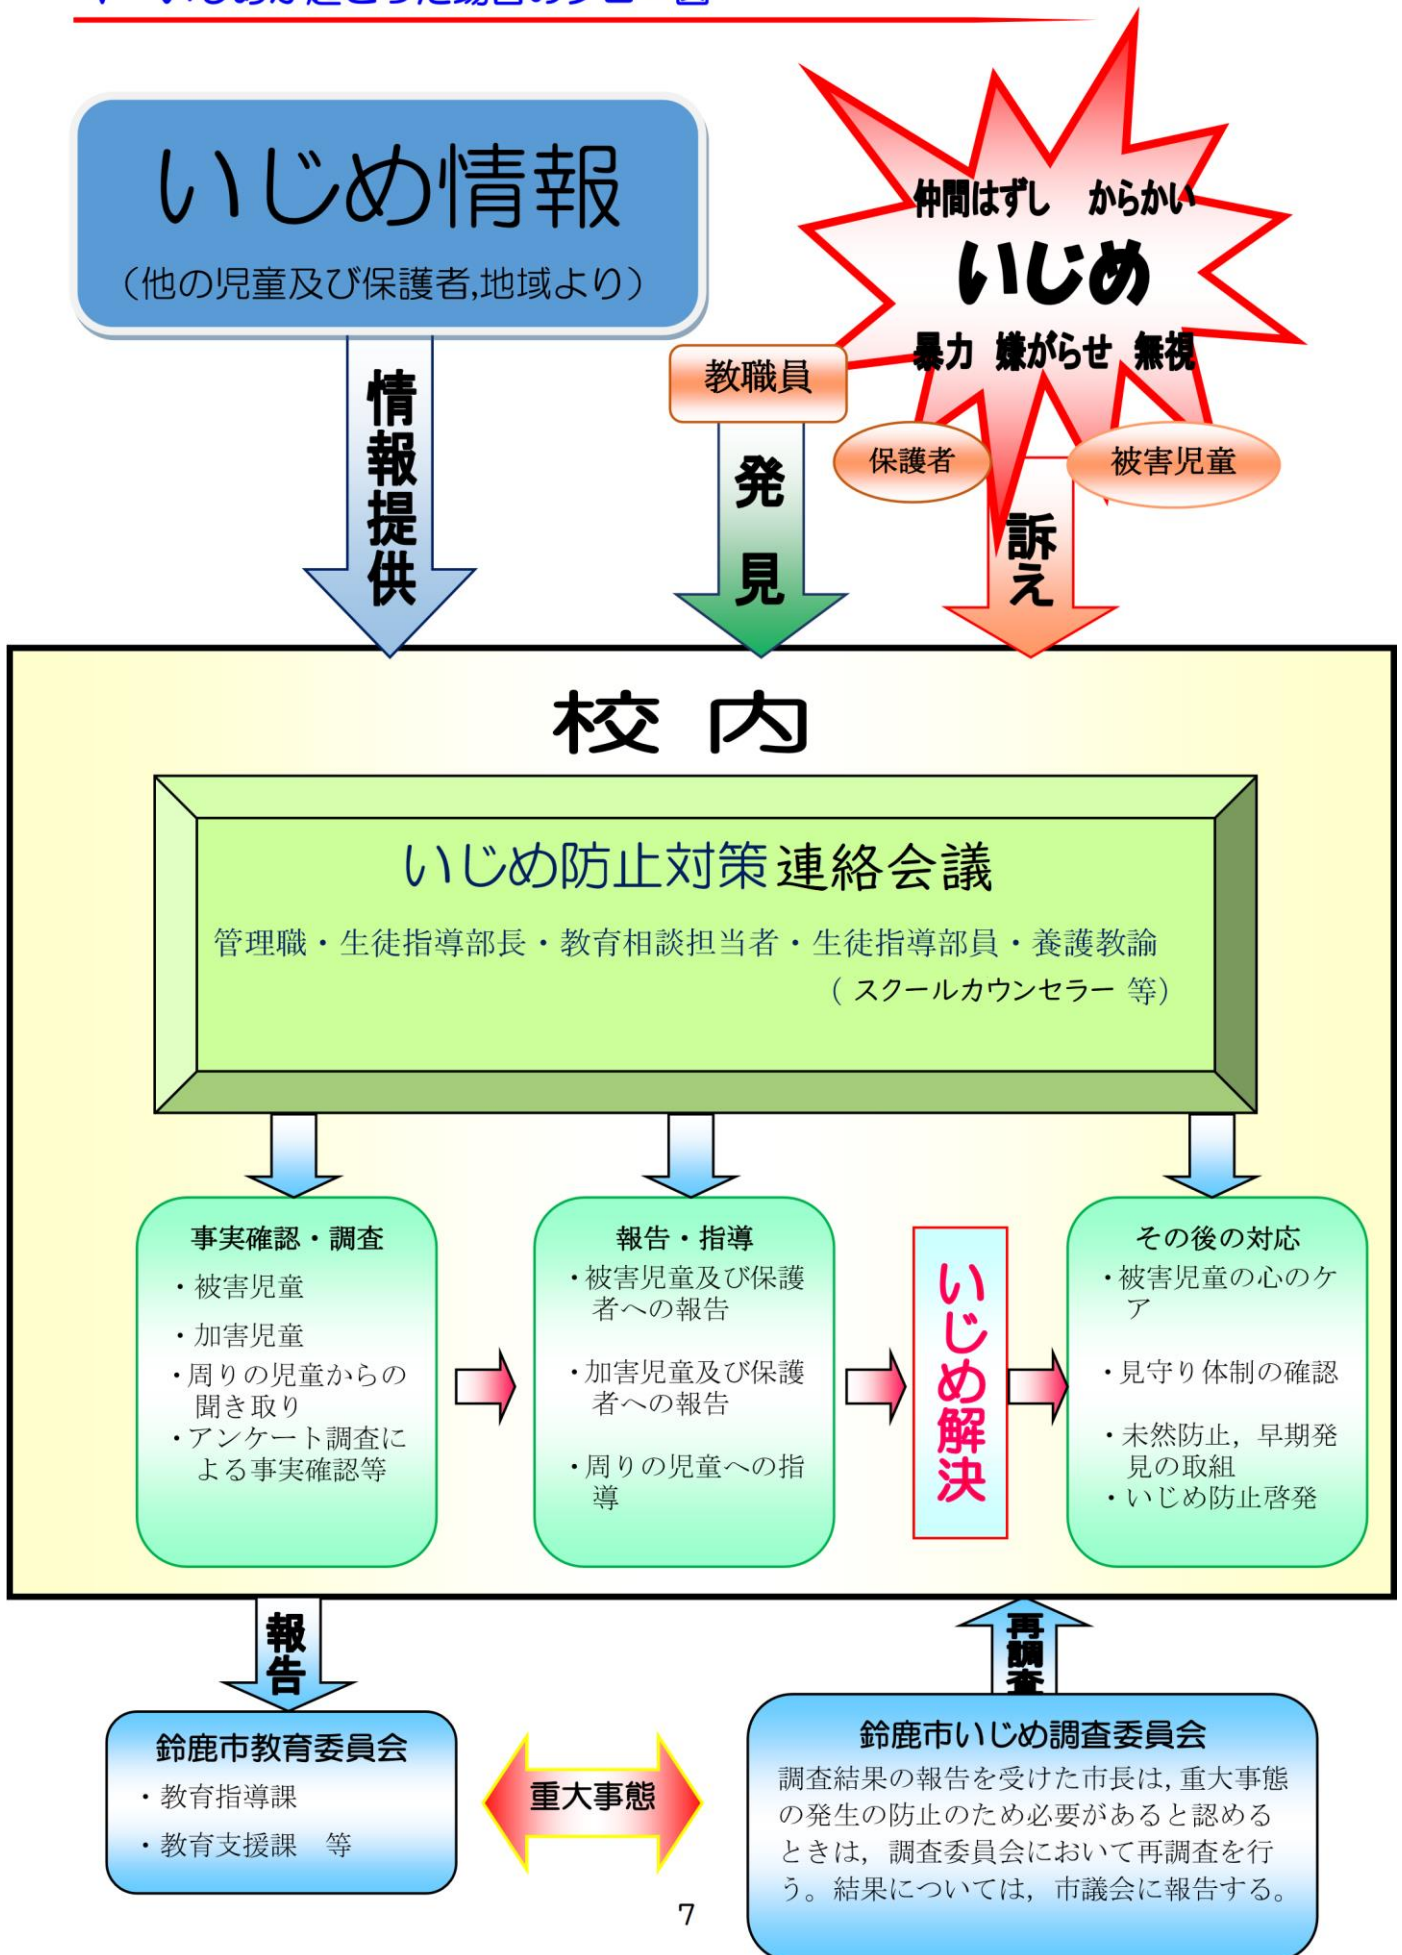 いじめ情報
（他の児童及び保護者,地域より）
仲間はずし　からかい
いじめ
暴力 嫌がらせ 無視
教職員
保護者
被害児童
情報提供
発見
訴え
校内
いじめ防止対策連絡会議
管理職・生徒指導部長・教育相談担当者・生徒指導部員・養護教諭
（ スクールカウンセラー 等）
事実確認・調査
・被害児童
・加害児童
・周りの児童からの
聞き取り
・アンケート調査に
よる事実確認等
報告・指導
・被害児童及び保護
者への報告
・加害児童及び保護
者への報告
・周りの児童への指
導
いじめ解決
その後の対応
・被害児童の心のケ
ア
・見守り体制の確認
・未然防止，早期発
見の取組
・いじめ防止啓発
報告
再調査
鈴鹿市教育委員会
・教育指導課
・教育支援課　等
重大事態
鈴鹿市いじめ調査委員会
調査結果の報告を受けた市長は，重大事態
の発生の防止のため必要があると認める
ときは，調査委員会において再調査を行
う。結果については，市議会に報告する。
7